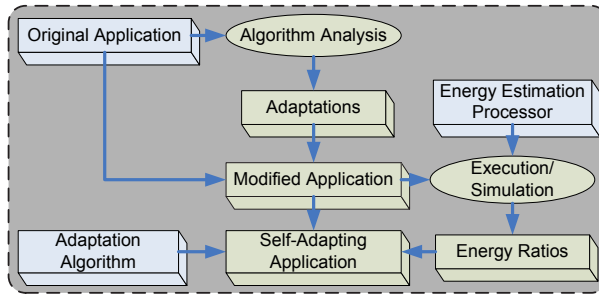 Original Application
Algorithm Analysis
Adaptations
Energy Estimation
Processor
Modified Application
Execution/
Simulation
Adaptation
Algorithm
Self-Adapting
Application
Energy Ratios